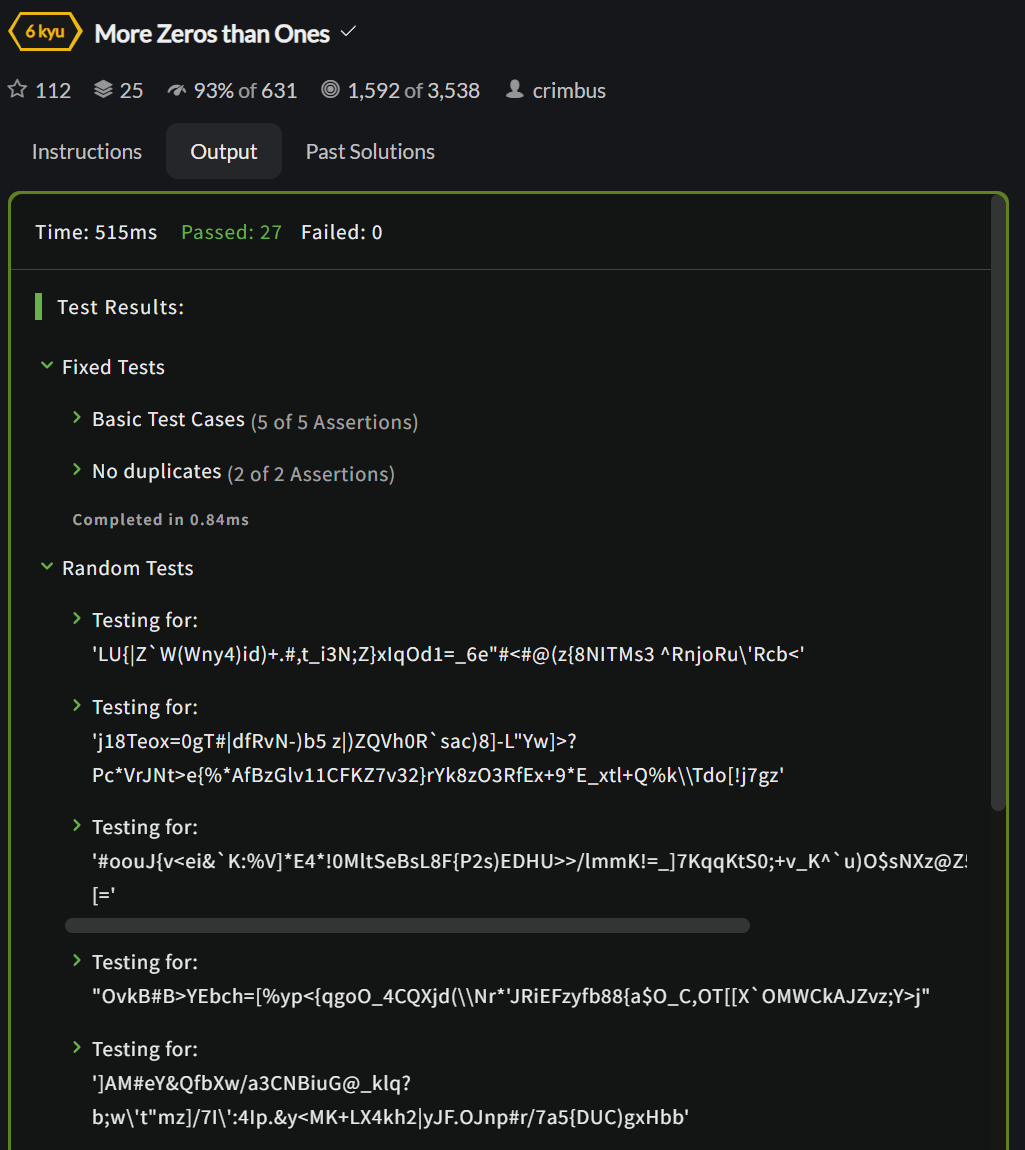 6 kyu More Zeros than Ones
112 25 93% of 631 1,592 of 3,538 crimbus
Instructions Output Past Solutions
Time: 515ms Passed: 27 Failed: 0
Test Results:
Fixed Tests
Basic Test Cases (5 of 5 Assertions)
No duplicates (2 of 2 Assertions)
Completed in 0.84ms
Random Tests
Testing for:
'LU{|Z`W(Wny4)id)+.#,t_i3N;Z}xIqOd1=_6e"#<#@(z{8NITMs3 ^RnjoRu\'Rcb<'
Testing for:
'j18Teox=0gT#|dfRvN-)b5 z|)ZQVh0R`sac)8]-L"Yw]>?
Pc*VrJNt>e{%*AfBzGlv11CFKZ7v32}rYk8zO3RfEx+9*E_xtl+Q%k\\Tdo[!j7gz'
Testing for:
'#oouJ{v<ei&`K:%V]*E4*!0MltSeBsL8F{P2s)EDHU>>/lmmK!=_]7KqqKtS0;+v_K^`u)O$sNXz@Z
[='
Testing for:
"OvkB#B>YEbch=[%yp<{qgoO_4CQXjd(\\Nr*'JRiEFzyfb88{a$O_C,OT[[X`OMWCkAJZvz;Y>j"
Testing for:
']AM#eY&QfbXw/a3CNBiuG@_klq?
b;w\'t"mz]/7I\':4Ip.&y<MK+LX4kh2|yJF.OJnp#r/7a5{DUC)gxHbb'